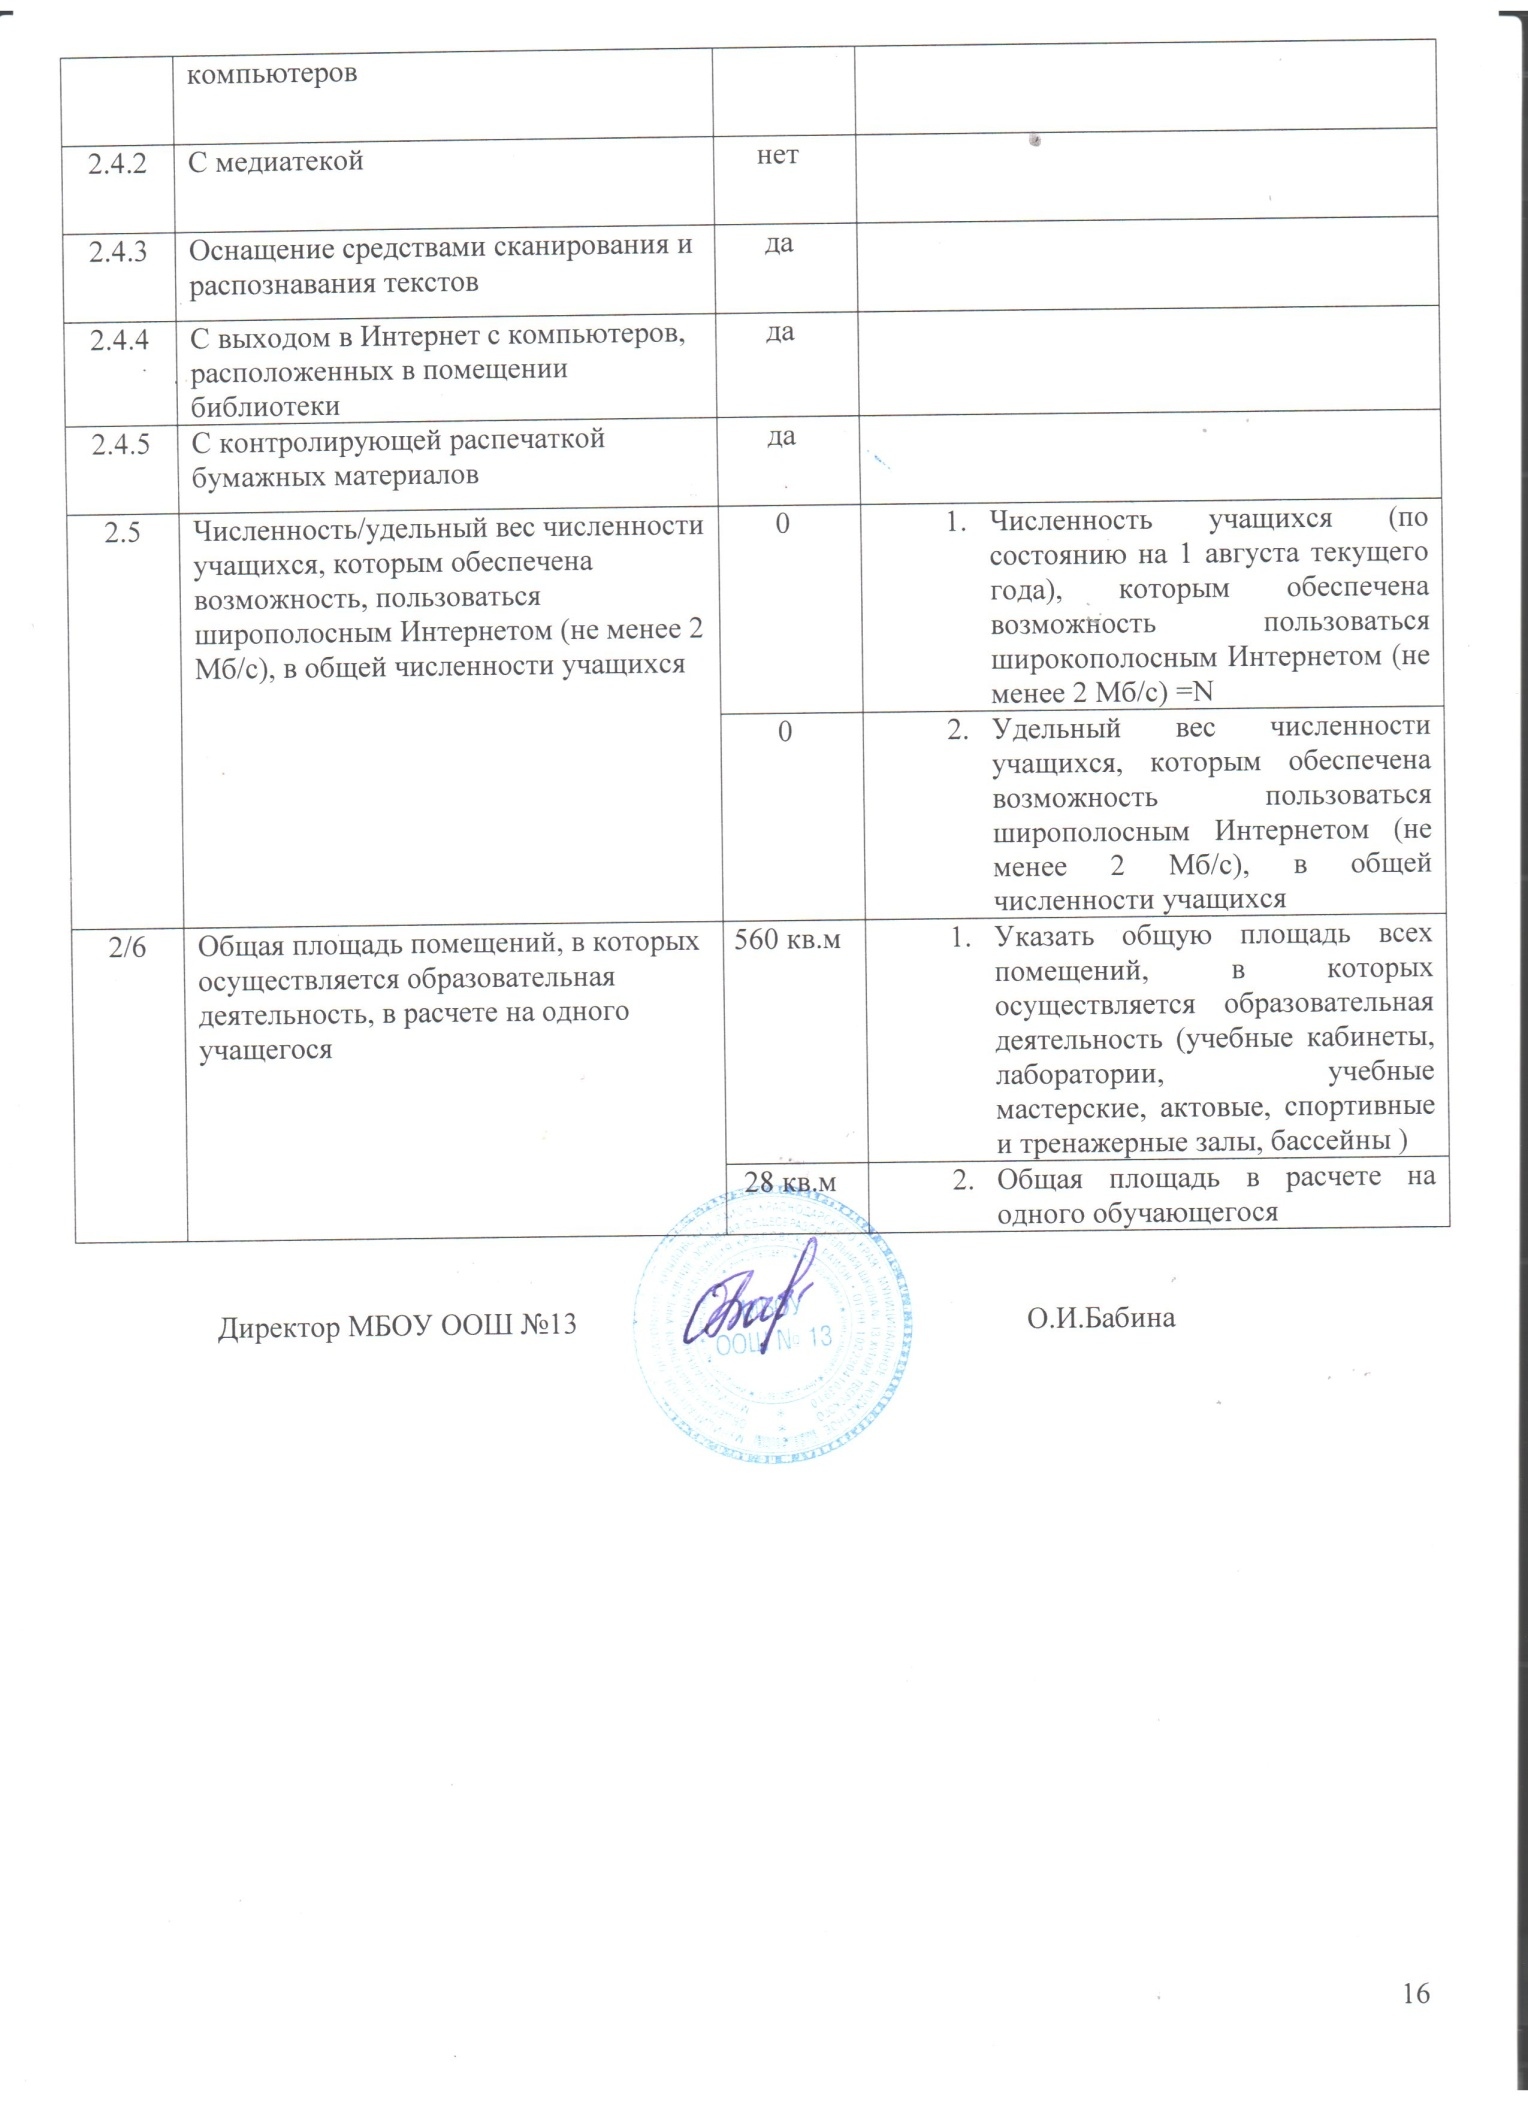 компьютеров
2.4.2 С медиатекой нет
2.4.3 Оснащение средствами сканирования и да
распознавания текстов
2.4.4 С выходом в Интернет с компьютеров, да
расположенных в помещении
библиотеки
2.4.5 С контролирующей распечаткой да
бумажных материалов
2.5 Численность/удельный вес численности
учащихся, которым обеспечена
возможность, пользоваться
широполосным Интернетом (не менее 2
Мб/с), в общей численности учащихся
0
1. Численность учащихся (по
состоянию на 1 августа текущего
года), которым обеспечена
возможность пользоваться
широкополосным Интернетом (не
менее 2 Мб/с) =N
0
2. Удельный вес численности
учащихся, которым обеспечена
возможность пользоваться
широполосным Интернетом (не
менее 2 Мб/с), в общей
численности учащихся
2/6 Общая площадь помещений, в которых
осуществляется образовательная
деятельность, в расчете на одного
учащегося
560 кв.м
1. Указать общую площадь всех
помещений, в которых
осуществляется образовательная
деятельность (учебные кабинеты,
лаборатории, учебные
мастерские, актовые, спортивные
и тренажерные залы, бассейны )
28 кв.м
2. Общая площадь в расчете на
одного обучающегося
Директор МБОУ ООШ №13 О.И.Бабина
ООШ № 13
16